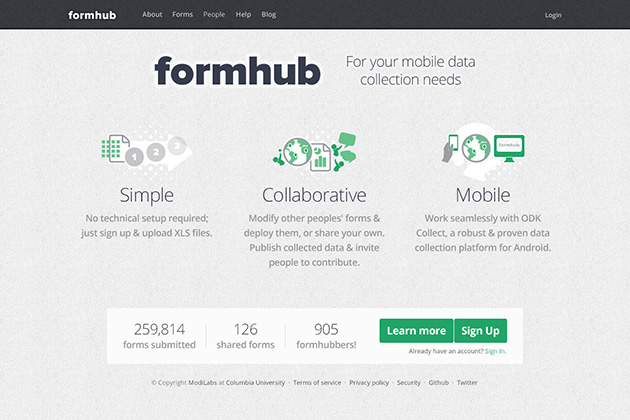 formhub About Forms People Help Blog Login
formhub
For your mobile data
collection needs
1 2 3
formhub
Simple
No technical setup required;
just sign up & upload XLS files.
Collaborative
Modify other peoples' forms &
deploy them, or share your own.
Publish collected data & invite
people to contribute.
Mobile
Work seamlessly with ODK
Collect, a robust & proven data
collection platform for Android.
259,814
forms submitted
126
shared forms
905
formhubbers!
Learn more
Sign Up
Already have an account? Sign In.
© Copyright ModiLabs at Columbia University · Terms of service · Privacy policy · Security · Github · Twitter